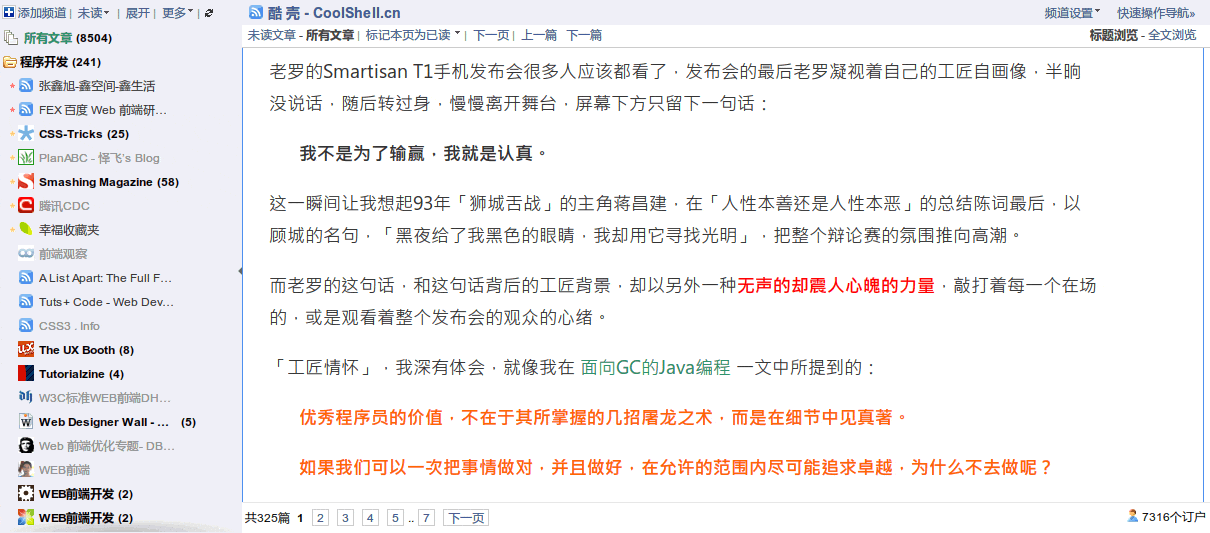 添加频道 | 未读 | 展开 | 更多 |
所有文章 (8504)
程序开发 (241)
张鑫旭-鑫空间-鑫生活
FEX 百度 Web 前端研...
CSS-Tricks (25)
PlanABC - 怿飞's Blog
Smashing Magazine (58)
腾讯CDC
幸福收藏夹
前端观察
A List Apart: The Full F...
Tuts+ Code - Web Dev...
CSS3 . Info
The UX Booth (8)
Tutorialzine (4)
W3C标准WEB前端DH...
Web Designer Wall - ... (5)
Web 前端优化专题- DB...
WEB前端
WEB前端开发 (2)
WEB前端开发 (2)
酷 壳 - CoolShell.cn
频道设置 快速操作导航»
未读文章 - 所有文章 | 标记本页为已读 | 下一页 | 上一篇 下一篇
标题浏览 - 全文浏览
老罗的Smartisan T1手机发布会很多人应该都看了，发布会的最后老罗凝视着自己的工匠自画像，半晌
没说话，随后转过身，慢慢离开舞台，屏幕下方只留下一句话：
我不是为了输赢，我就是认真。
这一瞬间让我想起93年「狮城舌战」的主角蒋昌建，在「人性本善还是人性本恶」的总结陈词最后，以
顾城的名句，「黑夜给了我黑色的眼睛，我却用它寻找光明」，把整个辩论赛的氛围推向高潮。
而老罗的这句话，和这句话背后的工匠背景，却以另外一种无声的却震人心魄的力量，敲打着每一个在场
的，或是观看着整个发布会的观众的心绪。
「工匠情怀」，我深有体会，就像我在 面向GC的Java编程 一文中所提到的：
优秀程序员的价值，不在于其所掌握的几招屠龙之术，而是在细节中见真著。
如果我们可以一次把事情做对，并且做好，在允许的范围内尽可能追求卓越，为什么不去做呢？
共325篇 1 2 3 4 5 .. 7 下一页
7316个订户